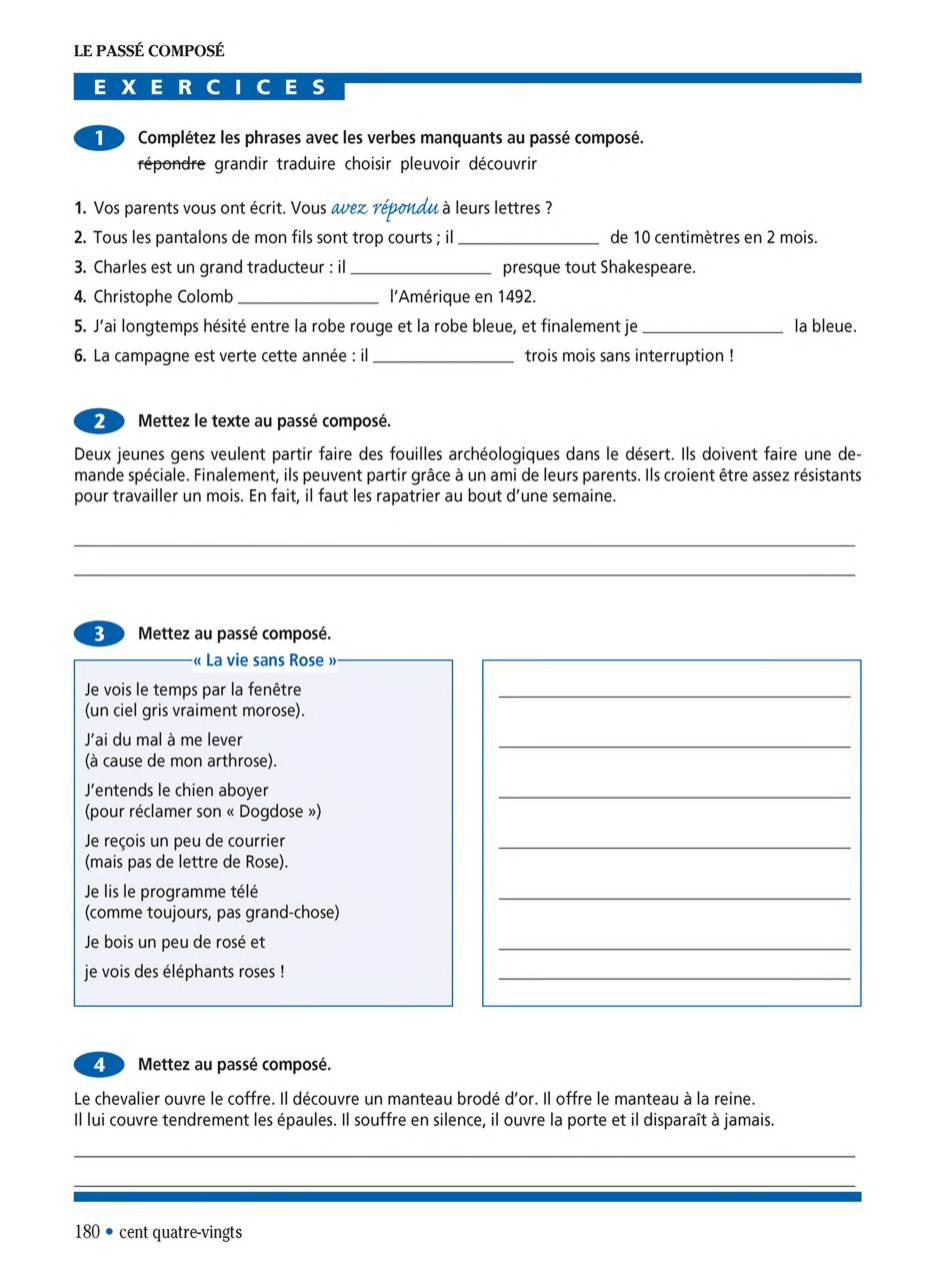 LE PASSÉ COMPOSÉ
EXERCICES
1 Complétez les phrases avec les verbes manquants au passé composé.
répondre grandir traduire choisir pleuvoir découvrir
1. Vos parents vous ont écrit. Vous avez répondu à leurs lettres ?
2. Tous les pantalons de mon fils sont trop courts ; il ______ de 10 centimètres en 2 mois.
3. Charles est un grand traducteur : il ______ presque tout Shakespeare.
4. Christophe Colomb ______ l'Amérique en 1492.
5. J'ai longtemps hésité entre la robe rouge et la robe bleue, et finalement je ______ la bleue.
6. La campagne est verte cette année : il ______ trois mois sans interruption !
2 Mettez le texte au passé composé.
Deux jeunes gens veulent partir faire des fouilles archéologiques dans le désert. Ils doivent faire une de-
mande spéciale. Finalement, ils peuvent partir grâce à un ami de leurs parents. Ils croient être assez résistants
pour travailler un mois. En fait, il faut les rapatrier au bout d'une semaine.
3 Mettez au passé composé.
« La vie sans Rose »
Je vois le temps par la fenêtre
(un ciel gris vraiment morose).
J'ai du mal à me lever
(à cause de mon arthrose).
J'entends le chien aboyer
(pour réclamer son « Dogdose »)
Je reçois un peu de courrier
(mais pas de lettre de Rose).
Je lis le programme télé
(comme toujours, pas grand-chose)
Je bois un peu de rosé et
je vois des éléphants roses !
4 Mettez au passé composé.
Le chevalier ouvre le coffre. Il découvre un manteau brodé d'or. Il offre le manteau à la reine.
Il lui couvre tendrement les épaules. Il souffre en silence, il ouvre la porte et il disparaît à jamais.
180 • cent quatre-vingts